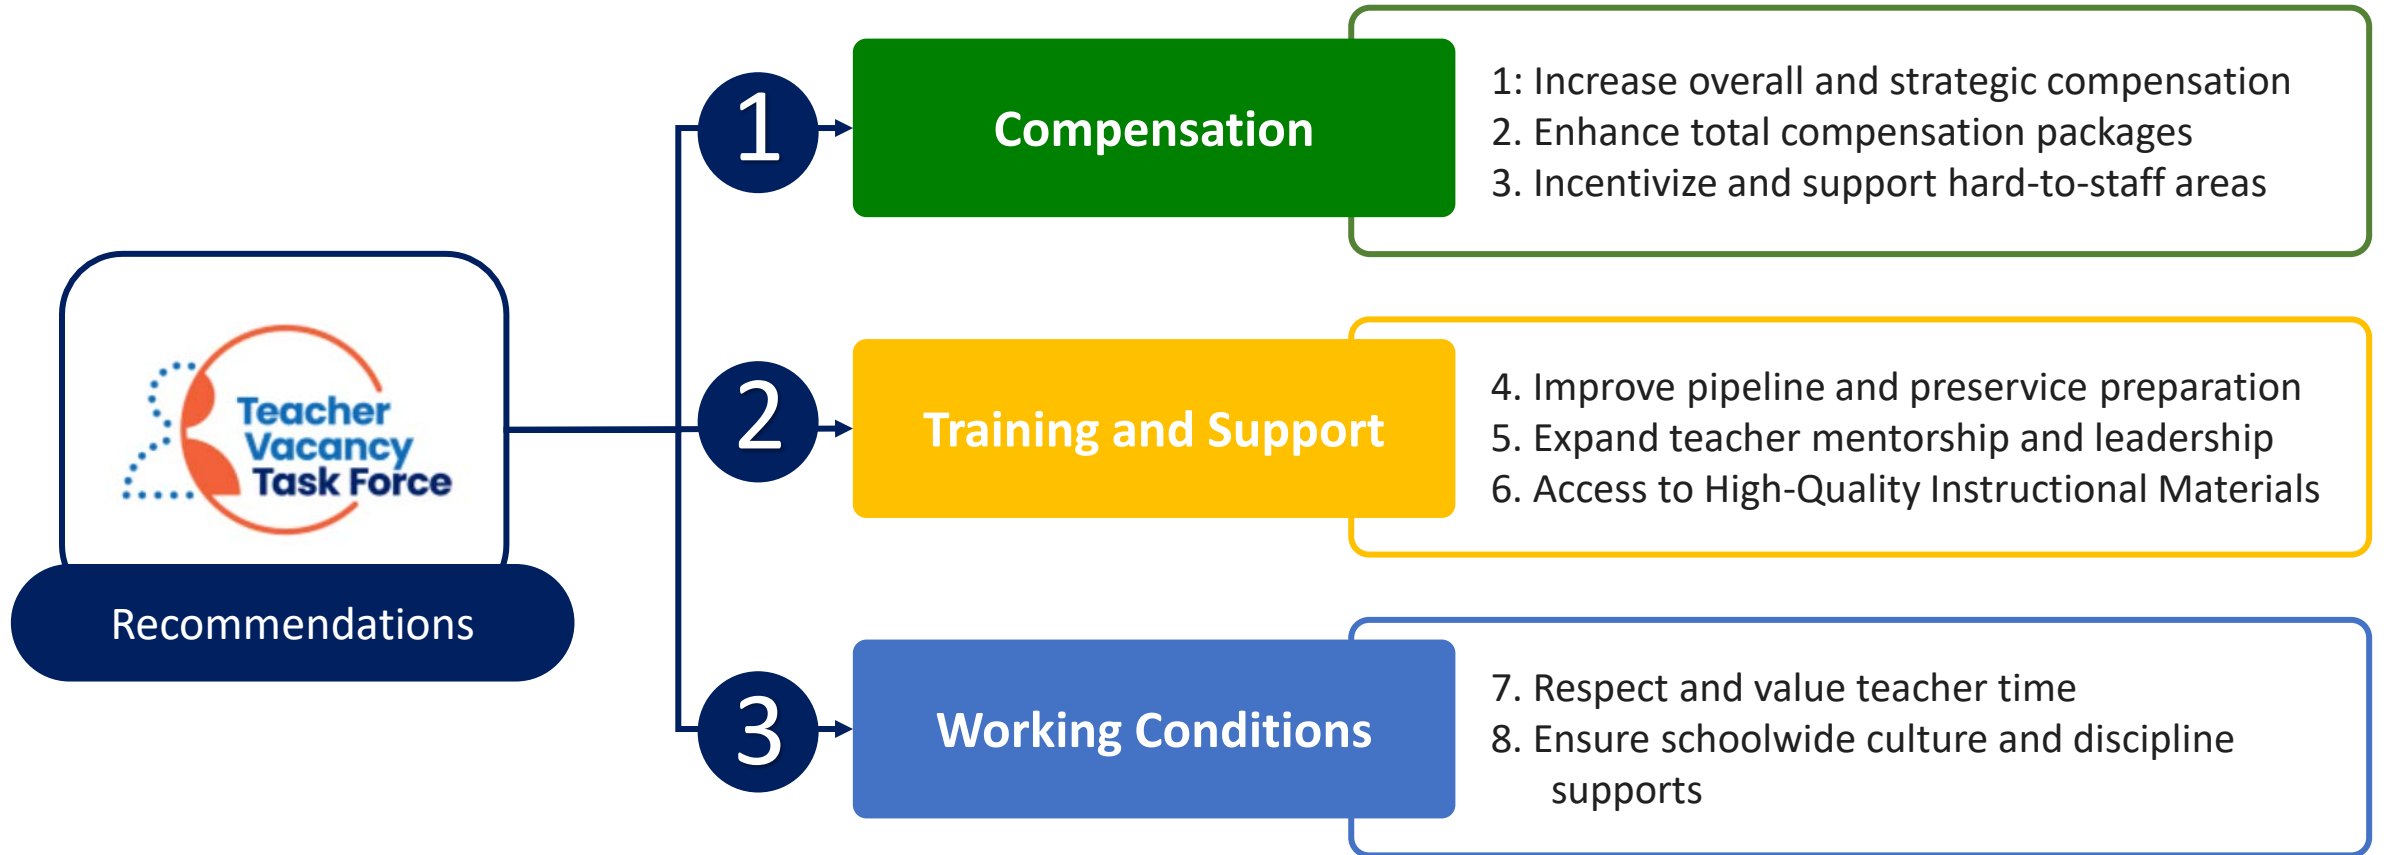 Teacher
Vacancy
Task Force
Recommendations
1
Compensation
1: Increase overall and strategic compensation
2. Enhance total compensation packages
3. Incentivize and support hard-to-staff areas
2
Training and Support
4. Improve pipeline and preservice preparation
5. Expand teacher mentorship and leadership
6. Access to High-Quality Instructional Materials
3
Working Conditions
7. Respect and value teacher time
8. Ensure schoolwide culture and discipline
supports